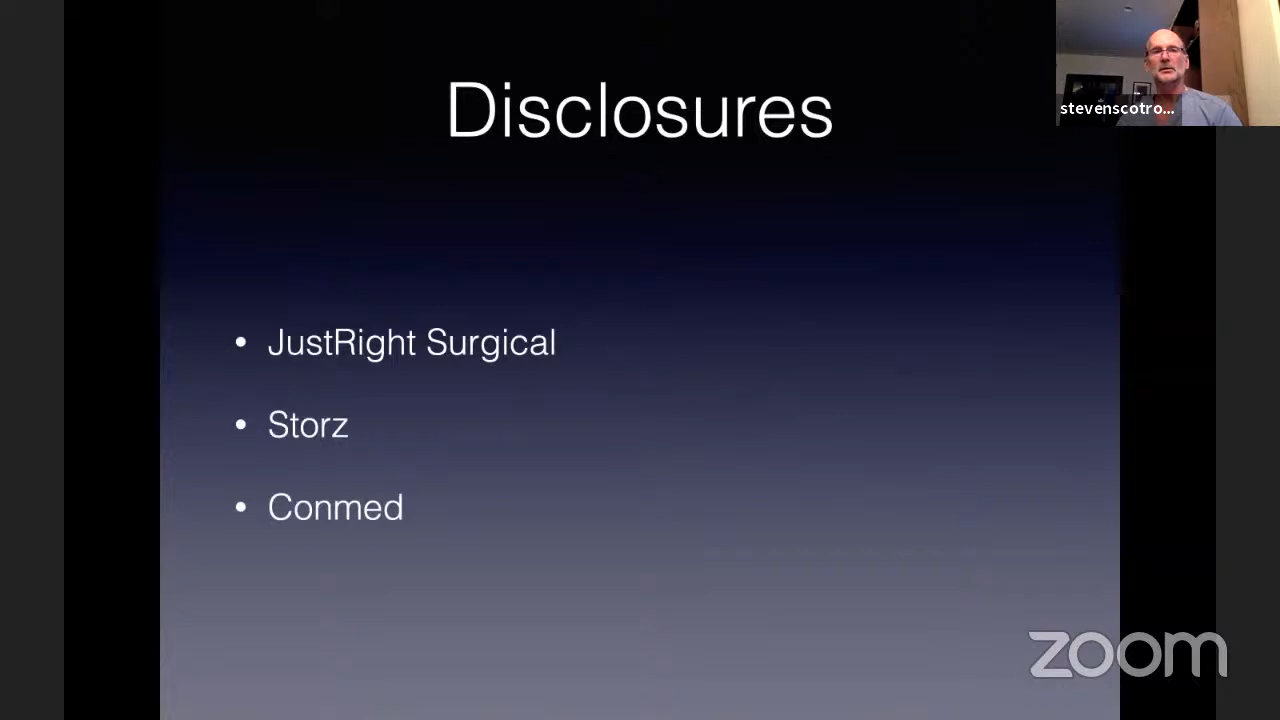 Disclosures
stevenscotro...
• JustRight Surgical
• Storz
• Conmed
zoom